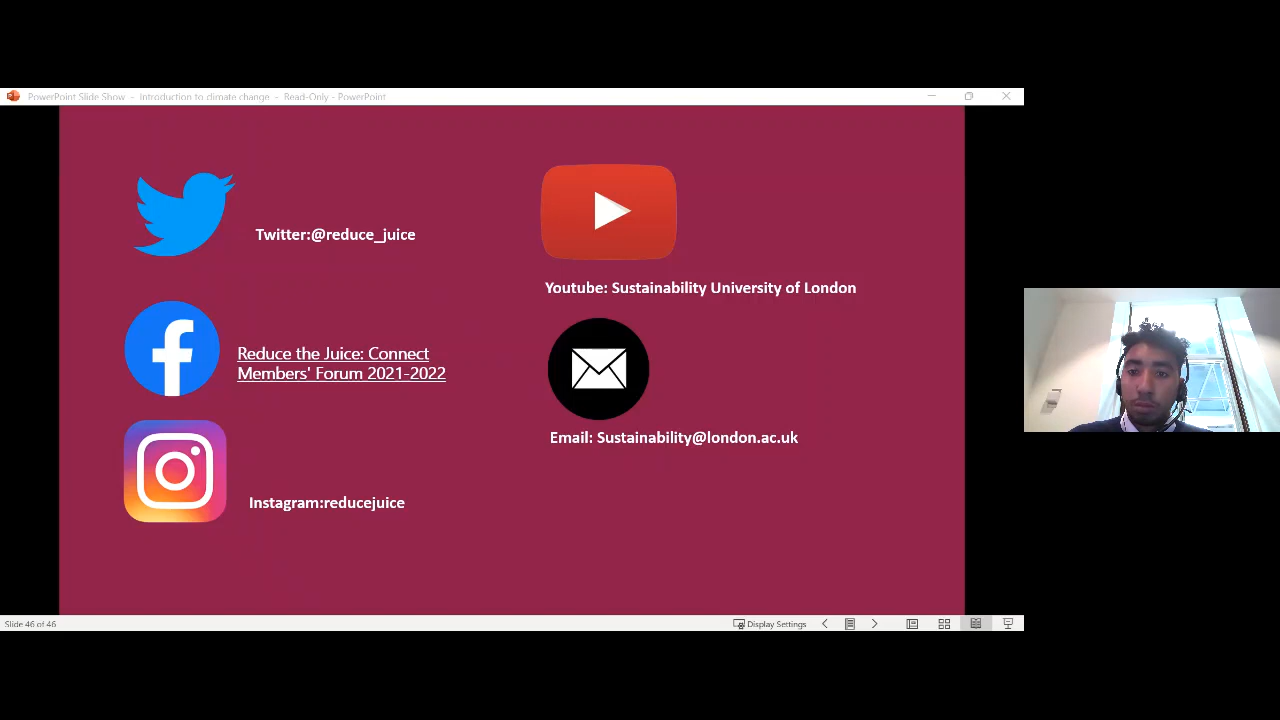 PowerPoint Slide Show - Introduction to climate change - Read-Only - PowerPoint
Twitter:@reduce_juice
Reduce the Juice: Connect
Members' Forum 2021-2022
Instagram:reducejuice
Youtube: Sustainability University of London
Email: Sustainability@london.ac.uk
Slide 46 of 46
Display Settings